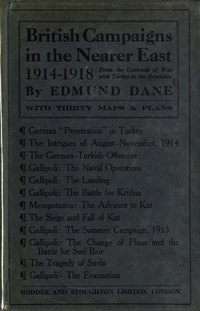 British Campaigns
in the Nearer East
1914-1918 From the Outbreak of War
with Turkey to the Armistice
By EDMUND DANE
WITH THIRTY MAPS & PLANS
¶ German "Penetration" in Turkey
¶ The Intrigues of August-November, 1914
¶ The German-Turkish Offensive
¶ Gallipoli: The Naval Operations
¶ Gallipoli: The Landing
¶ Gallipoli: The Battle for Krithia
¶ Mesopotamia: The Advance to Kut
¶ The Siege and Fall of Kut
¶ Gallipoli: The Summer Campaign, 1915
¶ Gallipoli: The Change of Plans and the
Battle for Sari Bair
¶ The Tragedy of Suvla
¶ Gallipoli: The Evacuation
HODDER AND STOUGHTON LIMITED, LONDON